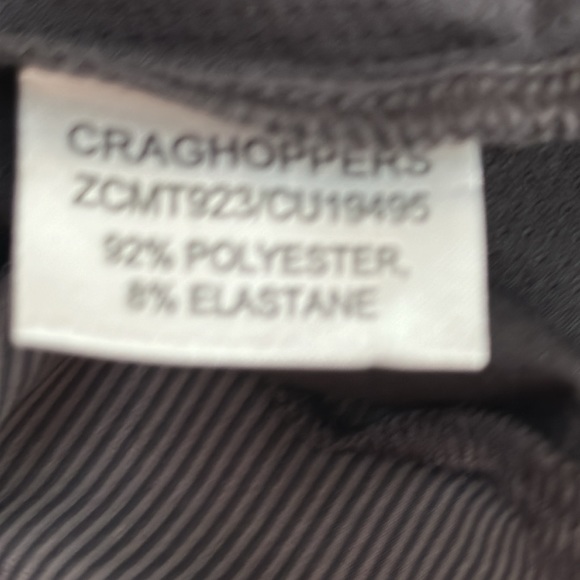 CRAGHOPPERS
ZCMT923/CU19495
92% POLYESTER,
8% ELASTANE